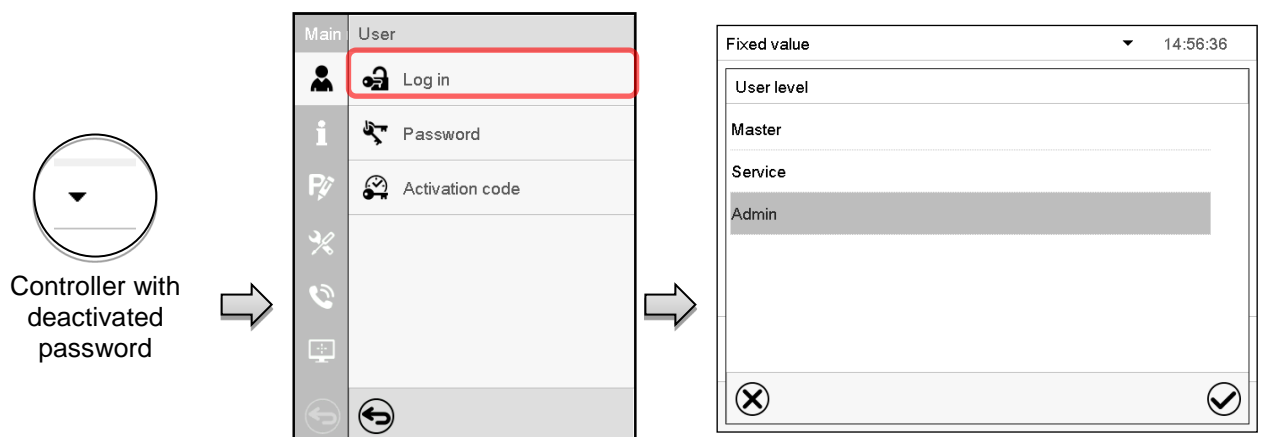 Controller with
deactivated
password
Main
User
Log in
Password
Activation code
Fixed value
14:56:36
User level
Master
Service
Admin